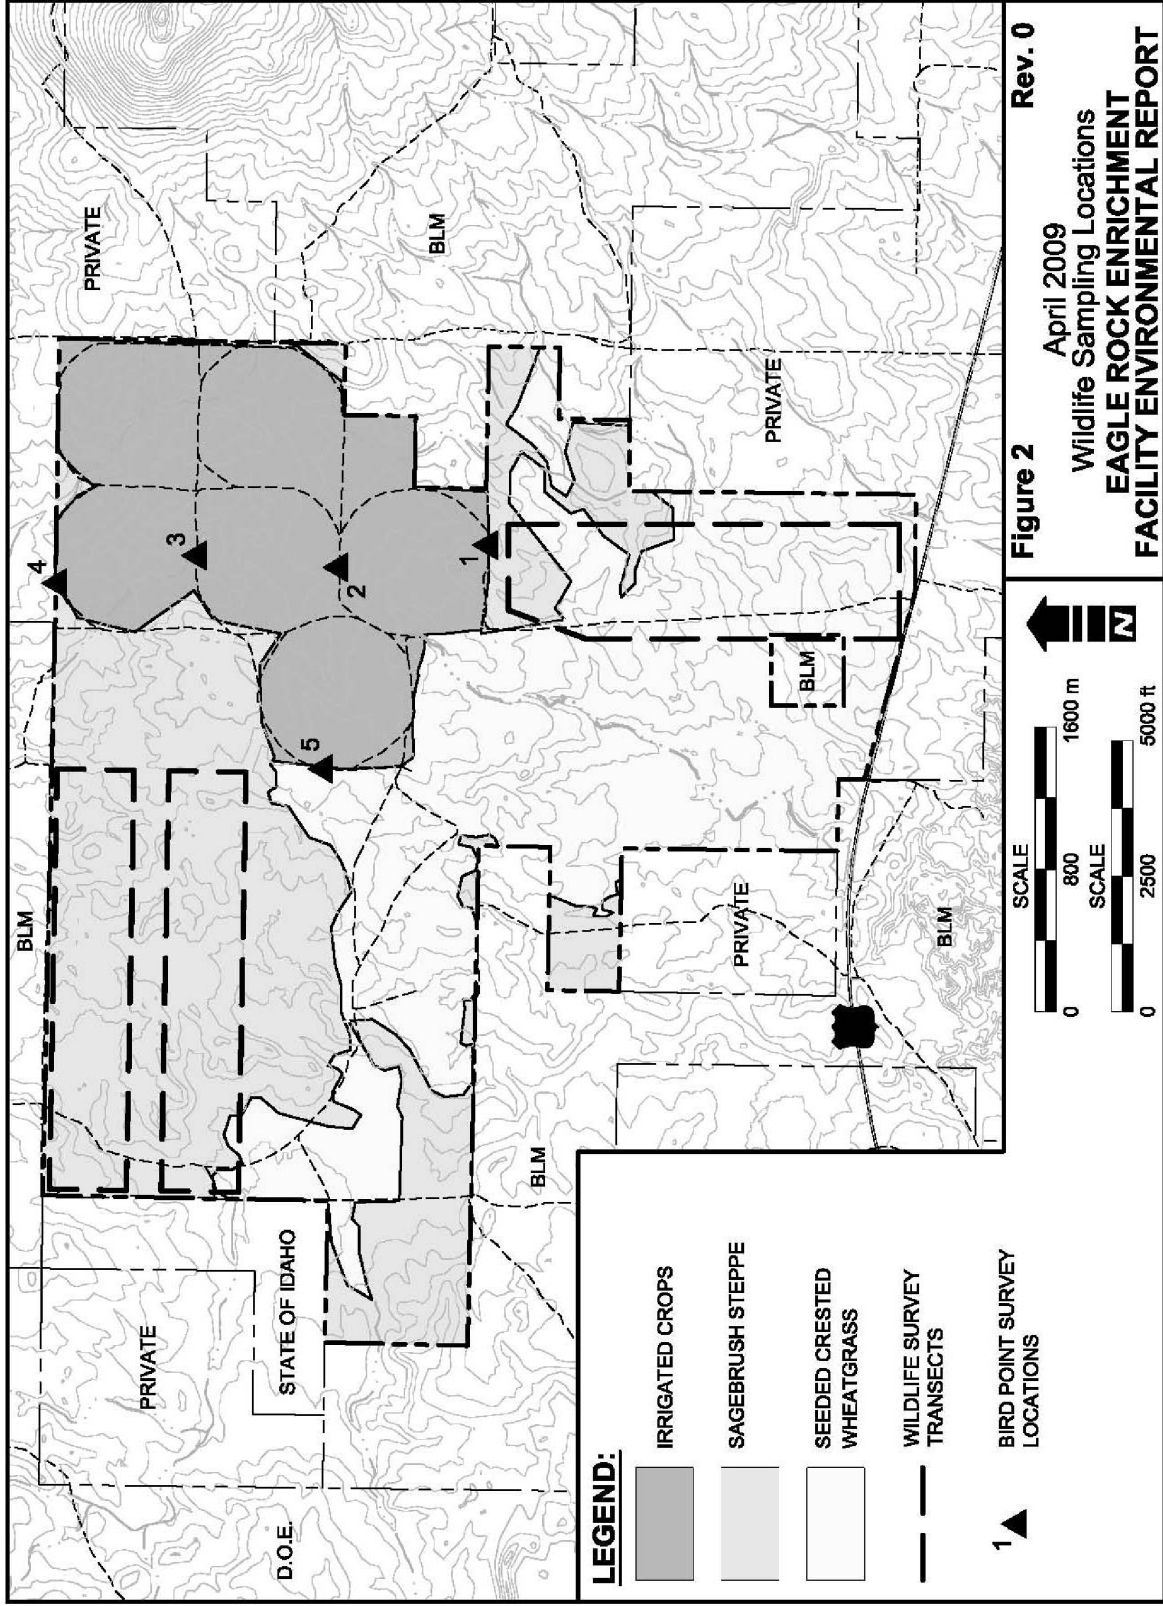 PRIVATE
BLM
PRIVATE
4
3
2
1
5
BLM
BLM
PRIVATE
BLM
BLM
STATE OF IDAHO
PRIVATE
D.O.E.
LEGEND:
IRRIGATED CROPS
SAGEBRUSH STEPPE
SEEDED CRESTED
WHEATGRASS
WILDLIFE SURVEY
TRANSECTS
1
BIRD POINT SURVEY
LOCATIONS
SCALE
0 800 1600 m
SCALE
0 2500 5000 ft
N
Figure 2
Rev. 0
April 2009
Wildlife Sampling Locations
EAGLE ROCK ENRICHMENT
FACILITY ENVIRONMENTAL REPORT